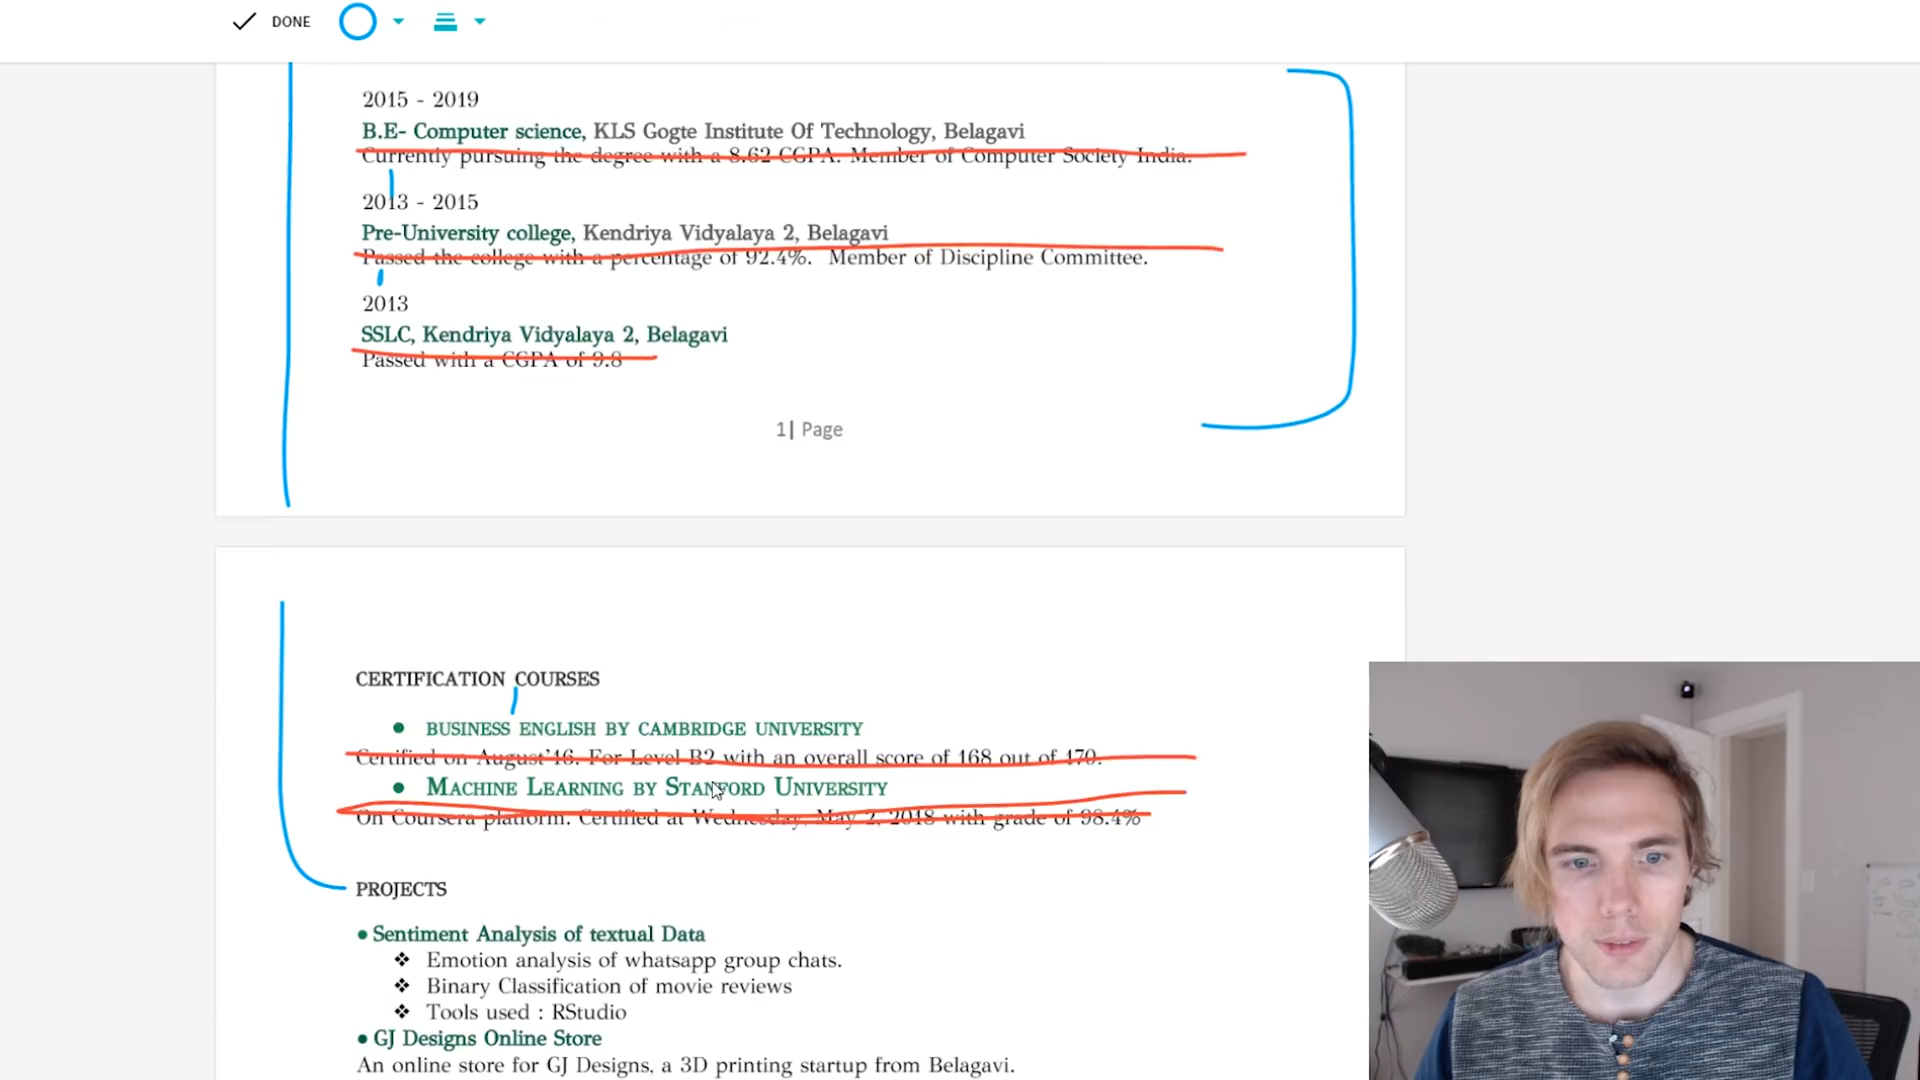 DONE
2015 - 2019
B.E- Computer science, KLS Gogte Institute Of Technology, Belagavi
Currently pursuing the degree with a 8.62 CGPA. Member of Computer Society India.
2013 - 2015
Pre-University college, Kendriya Vidyalaya 2, Belagavi
Passed the college with a percentage of 92.4%. Member of Discipline Committee.
2013
SSLC, Kendriya Vidyalaya 2, Belagavi
Passed with a CGPA of 9.8
1| Page
CERTIFICATION COURSES
● BUSINESS ENGLISH BY CAMBRIDGE UNIVERSITY
Certified on August'16. For Level B2 with an overall score of 168 out of 170.
● MACHINE LEARNING BY STANFORD UNIVERSITY
On Coursera platform. Certified at Wednesday, May 2, 2018 with grade of 98.4%
PROJECTS
● Sentiment Analysis of textual Data
❖ Emotion analysis of whatsapp group chats.
❖ Binary Classification of movie reviews
❖ Tools used : RStudio
● GJ Designs Online Store
An online store for GJ Designs, a 3D printing startup from Belagavi.